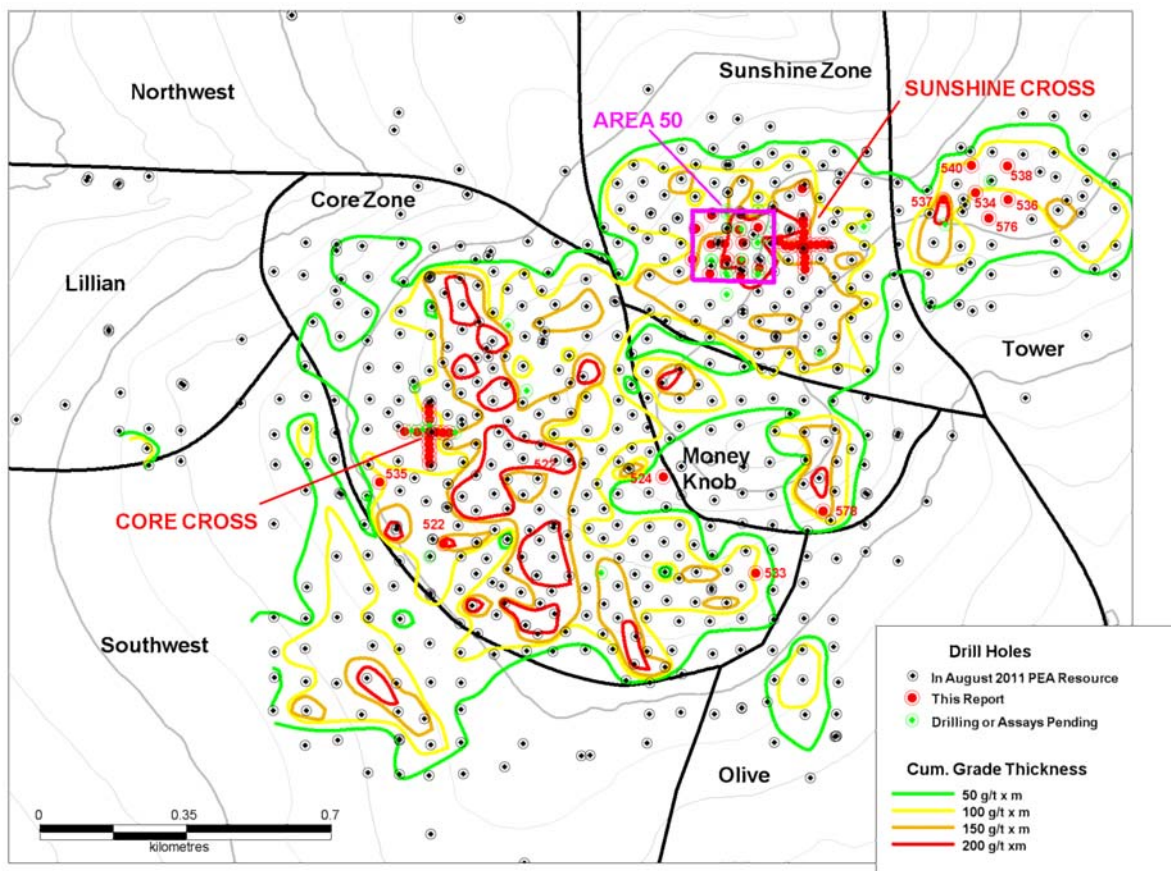 Sunshine Zone
Northwest
SUNSHINE CROSS
AREA 50
540
538
Core Zone
537
534
536
576
Lillian
Tower
Money
Knob
522
524
535
CORE CROSS
522
578
533
Southwest
Olive
Drill Holes
In August 2011 PEA Resource
This Report
Drilling or Assays Pending
Cum. Grade Thickness
50 g/t x m
100 g/t x m
150 g/t x m
200 g/t xm
0 0.35 0.7
kilometres